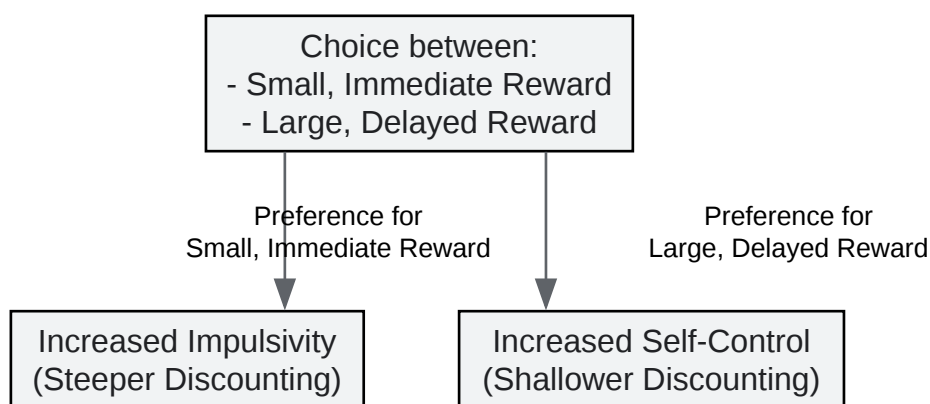 Choice between:
- Small, Immediate Reward
- Large, Delayed Reward
Preference for
Small, Immediate Reward
Preference for
Large, Delayed Reward
Increased Impulsivity
(Steeper Discounting)
Increased Self-Control
(Shallower Discounting)